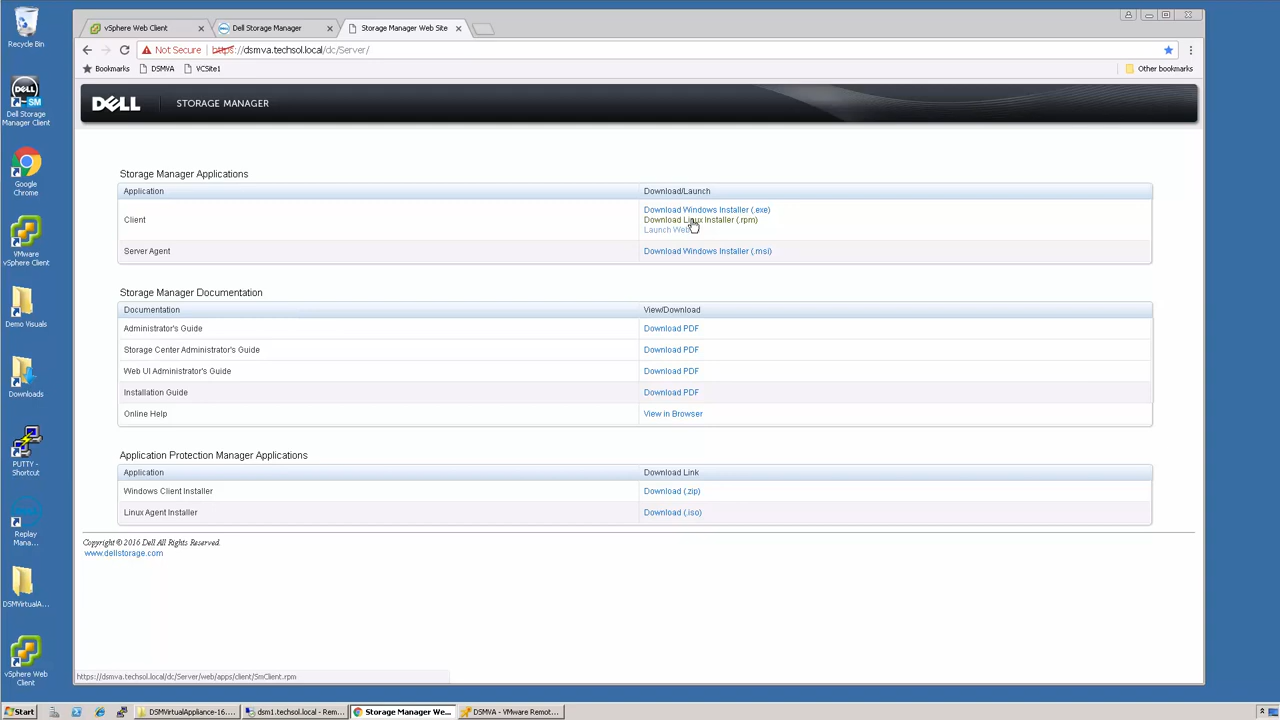 Recycle Bin
Dell Storage Manager Client
Google Chrome
VMware vSphere Client
Demo Visuals
Downloads
PUTTY - Shortcut
Replay Mana...
DSMVirtualA...
vSphere Web Client
vSphere Web Client
Dell Storage Manager
Storage Manager Web Site
Not Secure https://dsmva.techsol.local/dc/Server/
Bookmarks DSMVA VCSite1 Other bookmarks
DELL STORAGE MANAGER
Storage Manager Applications
Application Download/Launch
Client
Download Windows Installer (.exe)
Download Linux Installer (.rpm)
Launch Web
Server Agent Download Windows Installer (.msi)
Storage Manager Documentation
Documentation View/Download
Administrator's Guide Download PDF
Storage Center Administrator's Guide Download PDF
Web UI Administrator's Guide Download PDF
Installation Guide Download PDF
Online Help View in Browser
Application Protection Manager Applications
Application Download Link
Windows Client Installer Download (.zip)
Linux Agent Installer Download (.iso)
Copyright © 2016 Dell All Rights Reserved.
www.dellstorage.com
https://dsmva.techsol.local/dc/Server/web/apps/client/SmClient.rpm
Start DSMVirtualAppliance-16.... dsm1.techsol.local - Rem... Storage Manager We... DSMVA - VMware Remot...